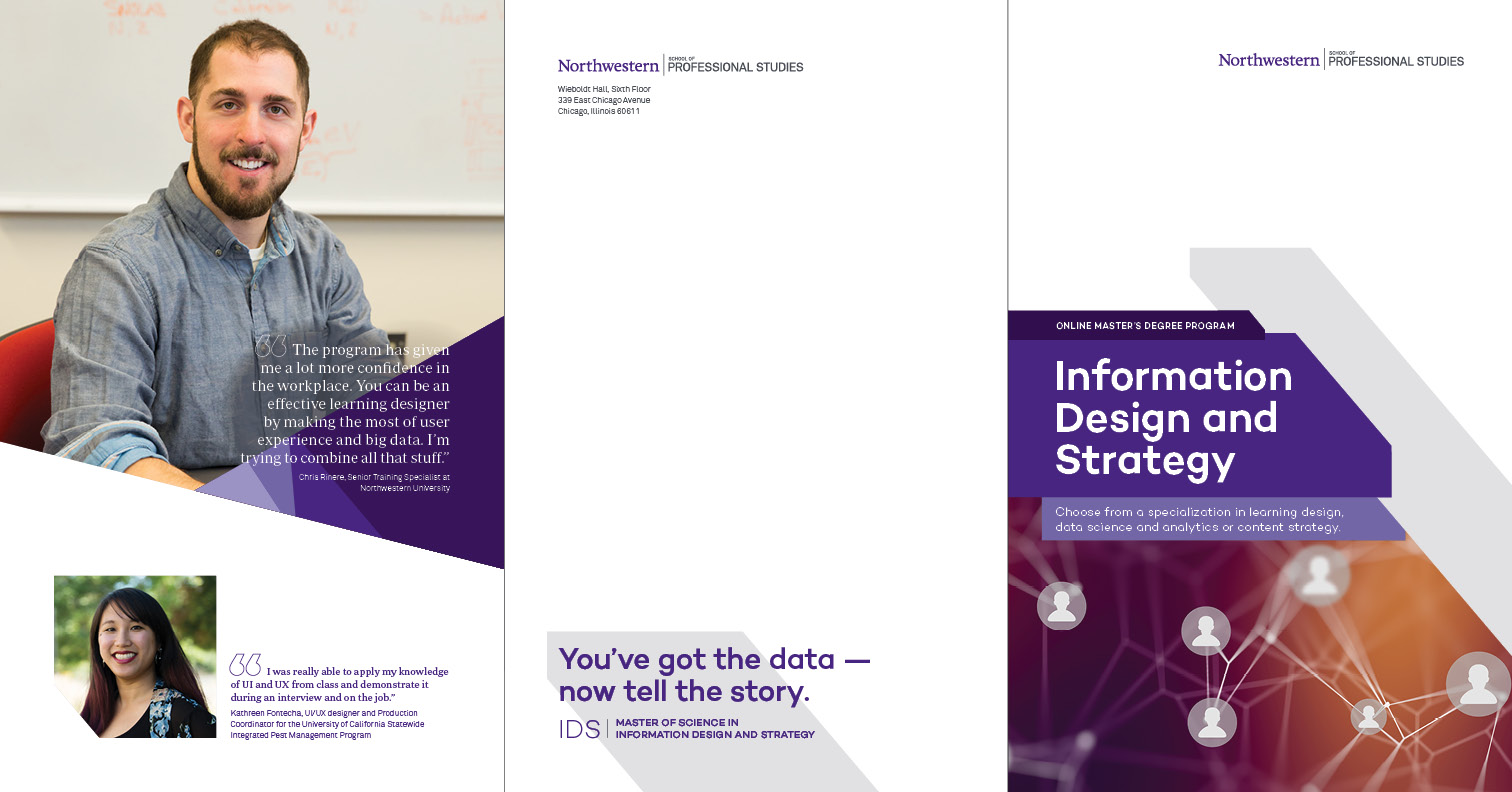 “ The program has given
me a lot more confidence in
the workplace. You can be an
effective learning designer
by making the most of user
experience and big data. I’m
trying to combine all that stuff.”
Chris Rinere, Senior Training Specialist at
Northwestern University
“ I was really able to apply my knowledge
of UI and UX from class and demonstrate it
during an interview and on the job.”
Kathreen Fontecha, UI/UX designer and Production
Coordinator for the University of California Statewide
Integrated Pest Management Program
Northwestern | SCHOOL OF
PROFESSIONAL STUDIES
Wieboldt Hall, Sixth Floor
339 East Chicago Avenue
Chicago, Illinois 60611
You’ve got the data —
now tell the story.
IDS | MASTER OF SCIENCE IN
INFORMATION DESIGN AND STRATEGY
Northwestern | SCHOOL OF
PROFESSIONAL STUDIES
ONLINE MASTER’S DEGREE PROGRAM
Information
Design and
Strategy
Choose from a specialization in learning design,
data science and analytics or content strategy.